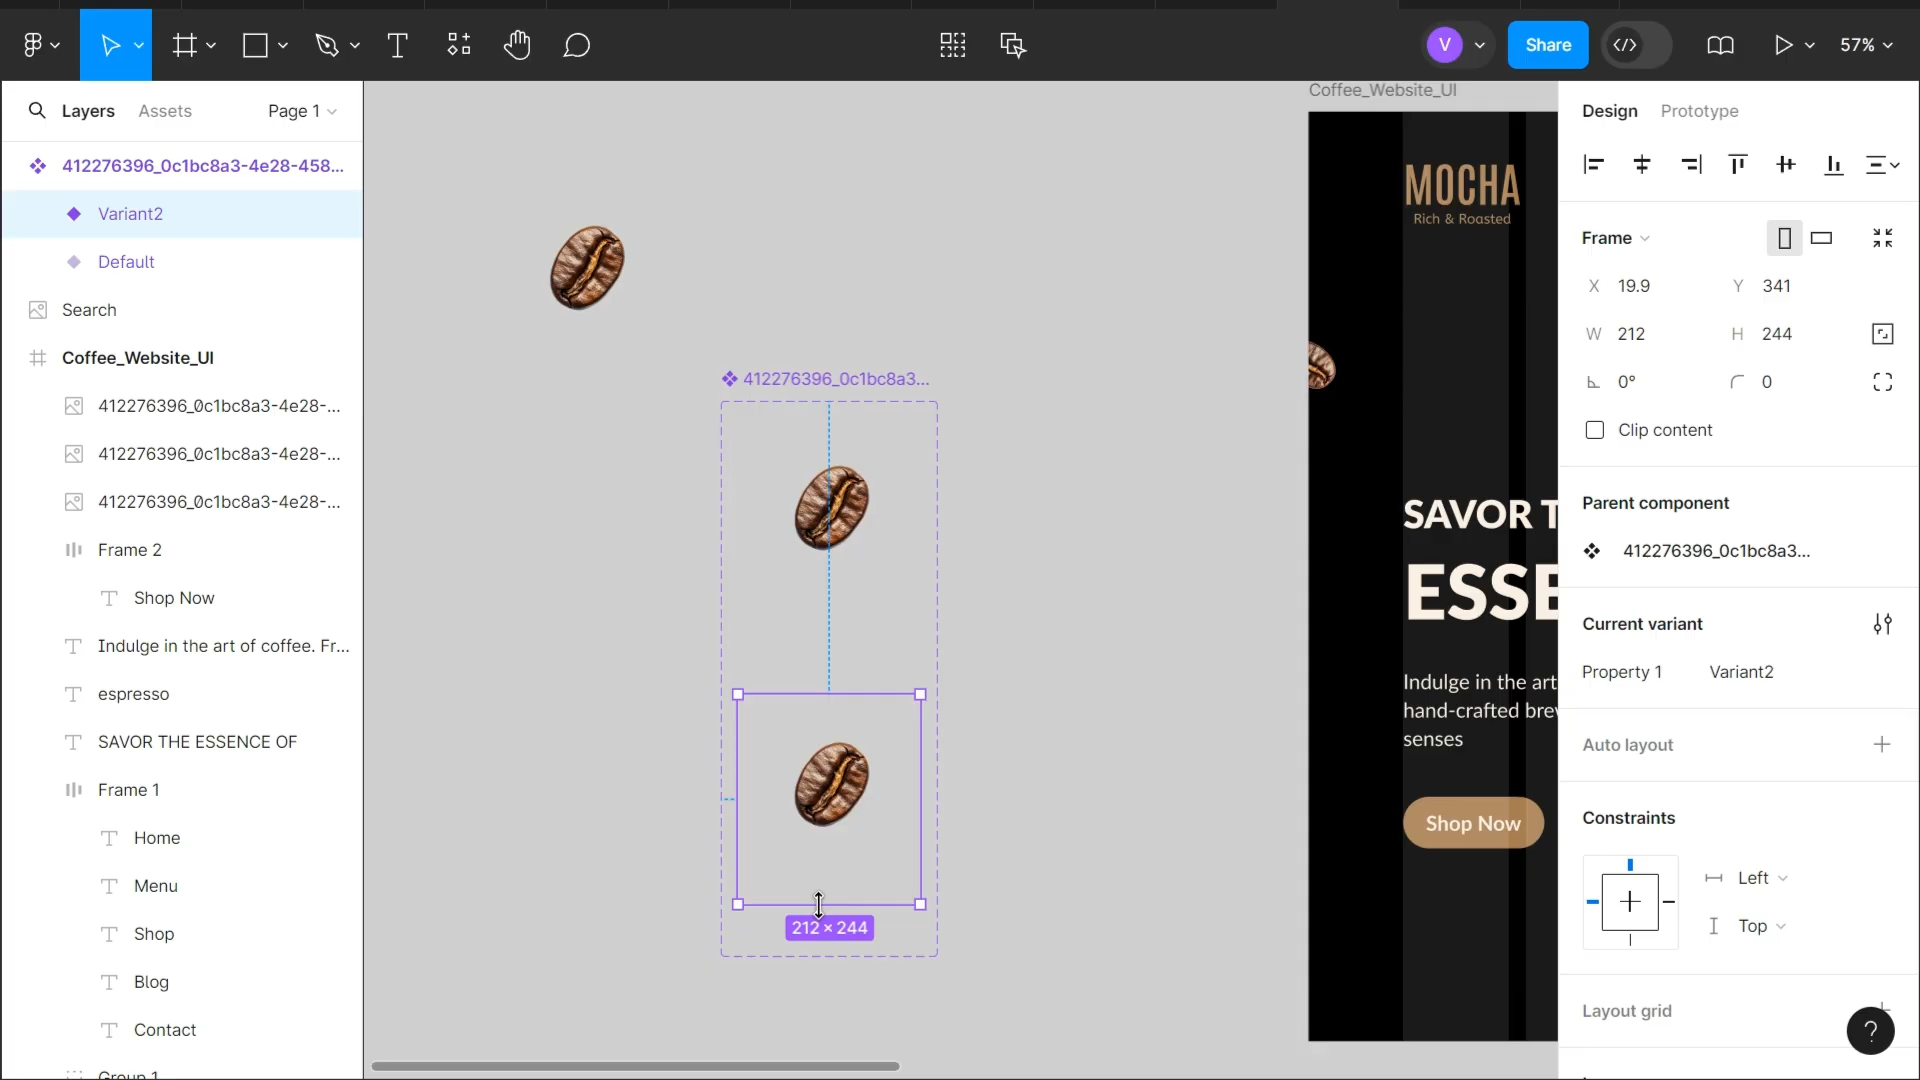 V
Share
57%
Layers
Assets
Page 1
412276396_0c1bc8a3-4e28-458...
Variant2
Default
Search
Coffee_Website_UI
412276396_0c1bc8a3-4e28-...
412276396_0c1bc8a3-4e28-...
412276396_0c1bc8a3-4e28-...
Frame 2
Shop Now
Indulge in the art of coffee. Fr...
espresso
SAVOR THE ESSENCE OF
Frame 1
Home
Menu
Shop
Blog
Contact
Group 1
412276396_0c1bc8a3...
212 × 244
Coffee_Website_UI
MOCHA
Rich & Roasted
SAVOR T
ESSE
Indulge in the art
hand-crafted brew
senses
Shop Now
Design
Prototype
Frame
X 19.9
Y 341
W 212
H 244
0°
0
Clip content
Parent component
412276396_0c1bc8a3...
Current variant
Property 1
Variant2
Auto layout
Constraints
Left
Top
Layout grid
?